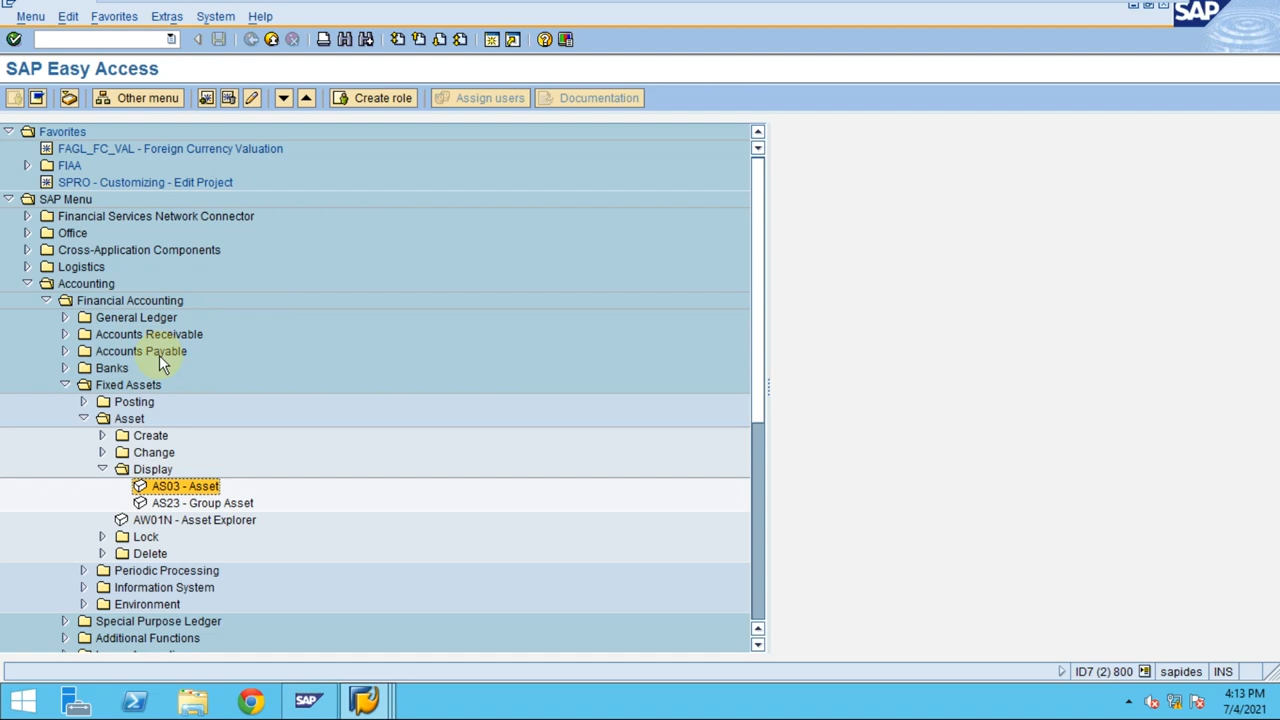 Menu Edit Favorites Extras System Help
SAP
SAP Easy Access
Other menu Create role Assign users Documentation
Favorites
FAGL_FC_VAL - Foreign Currency Valuation
FIAA
SPRO - Customizing - Edit Project
SAP Menu
Financial Services Network Connector
Office
Cross-Application Components
Logistics
Accounting
Financial Accounting
General Ledger
Accounts Receivable
Accounts Payable
Banks
Fixed Assets
Posting
Asset
Create
Change
Display
AS03 - Asset
AS23 - Group Asset
AW01N - Asset Explorer
Lock
Delete
Periodic Processing
Information System
Environment
Special Purpose Ledger
Additional Functions
ID7 (2) 800 sapides INS
SAP
4:13 PM
7/4/2021